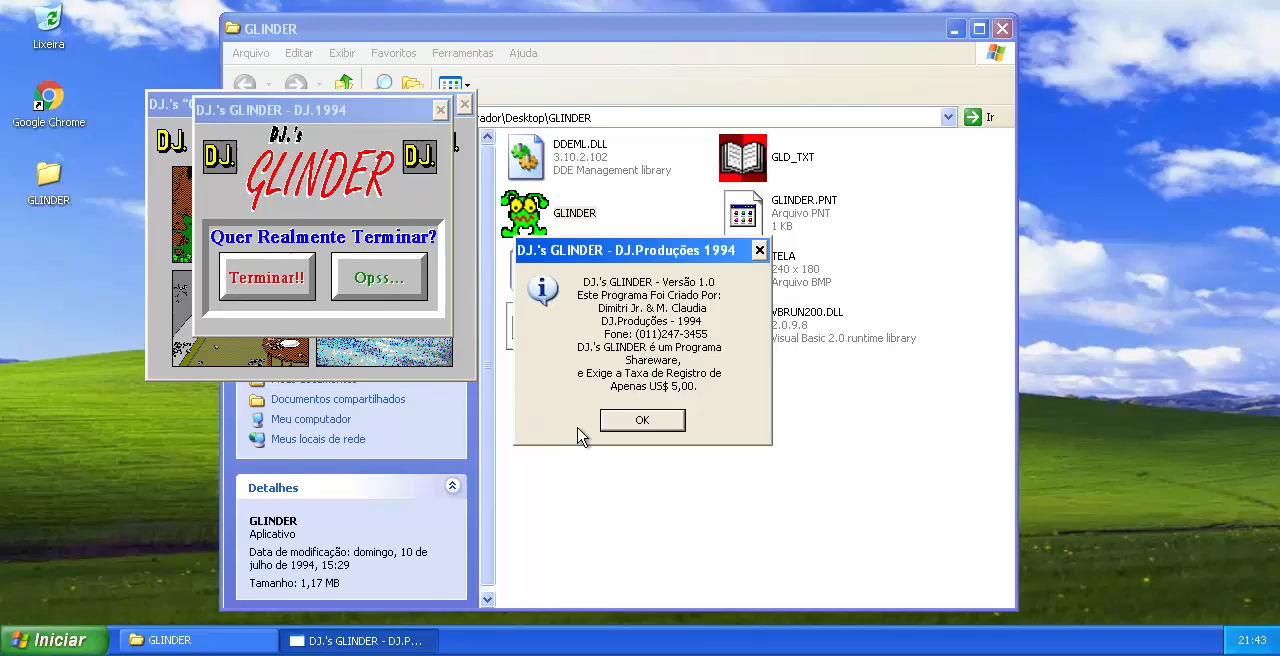 Lixeira
Google Chrome
GLINDER
GLINDER
Arquivo Editar Exibir Favoritos Ferramentas Ajuda
rador\Desktop\GLINDER
Ir
DJ.'s "
DJ.
DJ.'s GLINDER - DJ.1994
DJ.
DJ.'s
GLINDER
DJ.
Quer Realmente Terminar?
Terminar!!
Opss...
DDEML.DLL
3.10.2.102
DDE Management library
GLD_TXT
GLINDER
GLINDER.PNT
Arquivo PNT
1 KB
TELA
240 x 180
Arquivo BMP
VBRUN200.DLL
2.0.9.8
Visual Basic 2.0 runtime library
DJ.'s GLINDER - DJ.Produções 1994
DJ.'s GLINDER - Versão 1.0
Este Programa Foi Criado Por:
Dimitri Jr. & M. Claudia
DJ.Produções - 1994
Fone: (011)247-3455
DJ.'s GLINDER é um Programa
Shareware,
e Exige a Taxa de Registro de
Apenas US$ 5,00.
OK
Meus documentos
Documentos compartilhados
Meu computador
Meus locais de rede
Detalhes
GLINDER
Aplicativo
Data de modificação: domingo, 10 de
julho de 1994, 15:29
Tamanho: 1,17 MB
Iniciar
GLINDER
DJ.'s GLINDER - DJ.P...
21:43